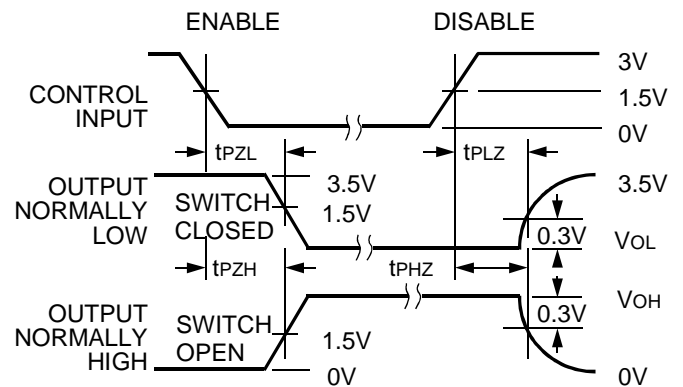 ENABLE DISABLE
3V
CONTROL
INPUT
1.5V
0V
tPZL tPLZ
OUTPUT
NORMALLY
LOW
SWITCH
CLOSED
3.5V
1.5V
3.5V
0.3V
VOL
tPZH tPHZ
VOH
0.3V
OUTPUT
NORMALLY
HIGH
SWITCH
OPEN
1.5V
0V
0V